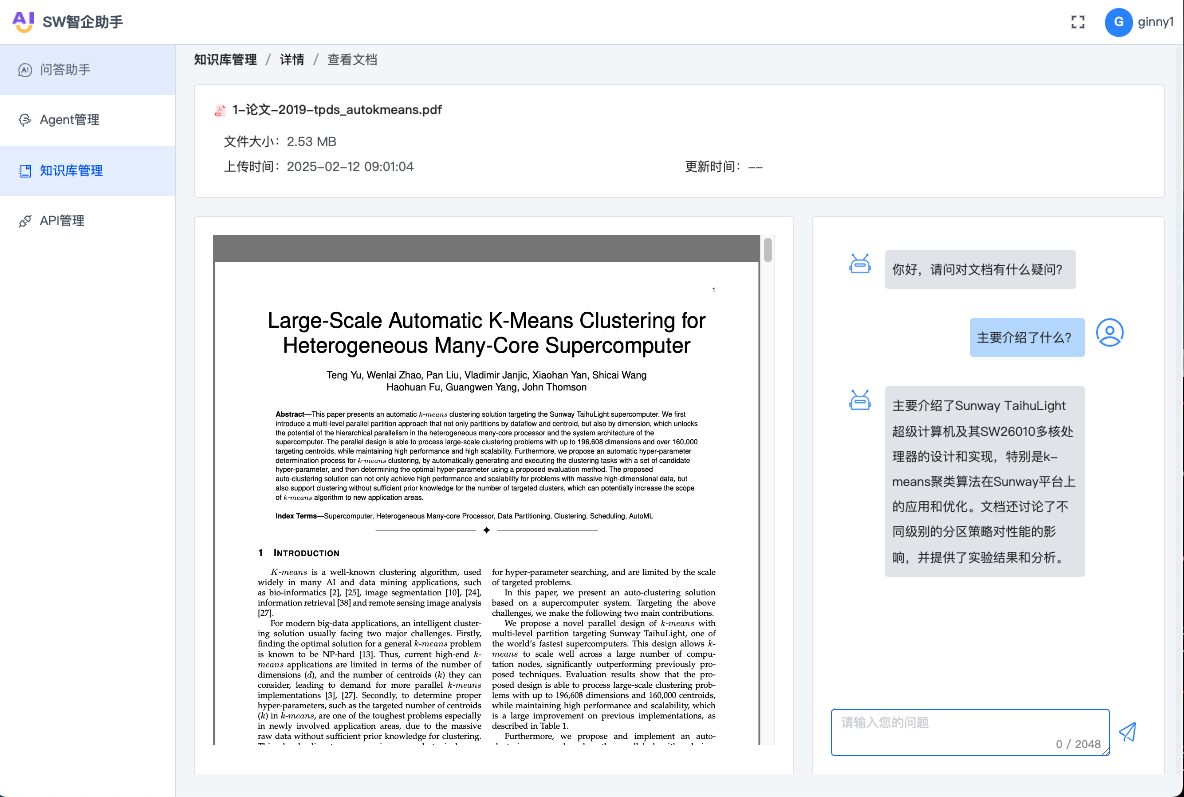 AI SW智企助手
G ginny1
问答助手
Agent管理
知识库管理
API管理
知识库管理 / 详情 / 查看文档
1-论文-2019-tpds_autokmeans.pdf
文件大小: 2.53 MB
上传时间: 2025-02-12 09:01:04 更新时间: --
1
Large-Scale Automatic K-Means Clustering for
Heterogeneous Many-Core Supercomputer
Teng Yu, Wenlai Zhao, Pan Liu, Vladimir Janjic, Xiaohan Yan, Shicai Wang
Haohuan Fu, Guangwen Yang, John Thomson
Abstract—This paper presents an automatic k-means clustering solution targeting the Sunway TaihuLight supercomputer. We first
introduce a multi-level parallel partition approach that not only partitions by dataflow and centroid, but also by dimension, which unlocks
the potential of the hierarchical parallelism in the heterogeneous many-core processor and the system architecture of the
supercomputer. The parallel design is able to process large-scale clustering problems with up to 196,608 dimensions and over 160,000
targeting centroids, while maintaining high performance and high scalability. Furthermore, we propose an automatic hyper-parameter
determination process for k-means clustering, by automatically generating and executing the clustering tasks with a set of candidate
hyper-parameter, and then determining the optimal hyper-parameter using a proposed evaluation method. The proposed
auto-clustering solution can not only achieve high performance and scalability for problems with massive high-dimensional data, but
also support clustering without sufficient prior knowledge for the number of targeted clusters, which can potentially increase the scope
of k-means algorithm to new application areas.
Index Terms—Supercomputer, Heterogeneous Many-core Processor, Data Partitioning, Clustering, Scheduling, AutoML
1 INTRODUCTION
K-means is a well-known clustering algorithm, used
widely in many AI and data mining applications, such
as bio-informatics [2], [25], image segmentation [10], [24],
information retrieval [38] and remote sensing image analysis
[27].
For modern big-data applications, an intelligent cluster-
ing solution usually facing two major challenges. Firstly,
finding the optimal solution for a general k-means problem
is known to be NP-hard [13]. Thus, current high-end k-
means applications are limited in terms of the number of
dimensions (d), and the number of centroids (k) they can
consider, leading to demand for more parallel k-means
implementations [3], [27]. Secondly, to determine proper
hyper-parameters, such as the targeted number of centroids
(k) in k-means, are one of the toughest problems especially
in newly involved application areas, due to the massive
raw data without sufficient prior knowledge for clustering.
for hyper-parameter searching, and are limited by the scale
of targeted problems.
In this paper, we present an auto-clustering solution
based on a supercomputer system. Targeting the above
challenges, we make the following two main contributions.
We propose a novel parallel design of k-means with
multi-level partition targeting Sunway TaihuLight, one of
the world's fastest supercomputers. This design allows k-
means to scale well across a large number of compu-
tation nodes, significantly outperforming previously pro-
posed techniques. Evaluation results show that the pro-
posed design is able to process large-scale clustering prob-
lems with up to 196,608 dimensions and 160,000 centroids,
while maintaining high performance and scalability, which
is a large improvement on previous implementations, as
described in Table 1.
Furthermore, we propose and implement an auto-
你好，请问对文档有什么疑问?
主要介绍了什么?
主要介绍了Sunway TaihuLight
超级计算机及其SW26010多核处
理器的设计和实现，特别是k-
means聚类算法在Sunway平台上
的应用和优化。文档还讨论了不
同级别的分区策略对性能的影
响，并提供了实验结果和分析。
请输入您的问题
0 / 2048